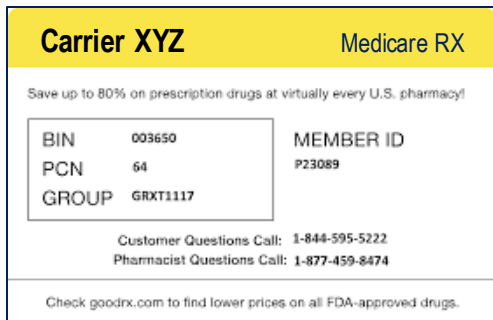 Carrier XYZ Medicare RX
Save up to 80% on prescription drugs at virtually every U.S. pharmacy!
BIN 003650
PCN 64
GROUP GRXT1117
MEMBER ID
P23089
Customer Questions Call: 1-844-595-5222
Pharmacist Questions Call: 1-877-459-8474
Check goodrx.com to find lower prices on all FDA-approved drugs.